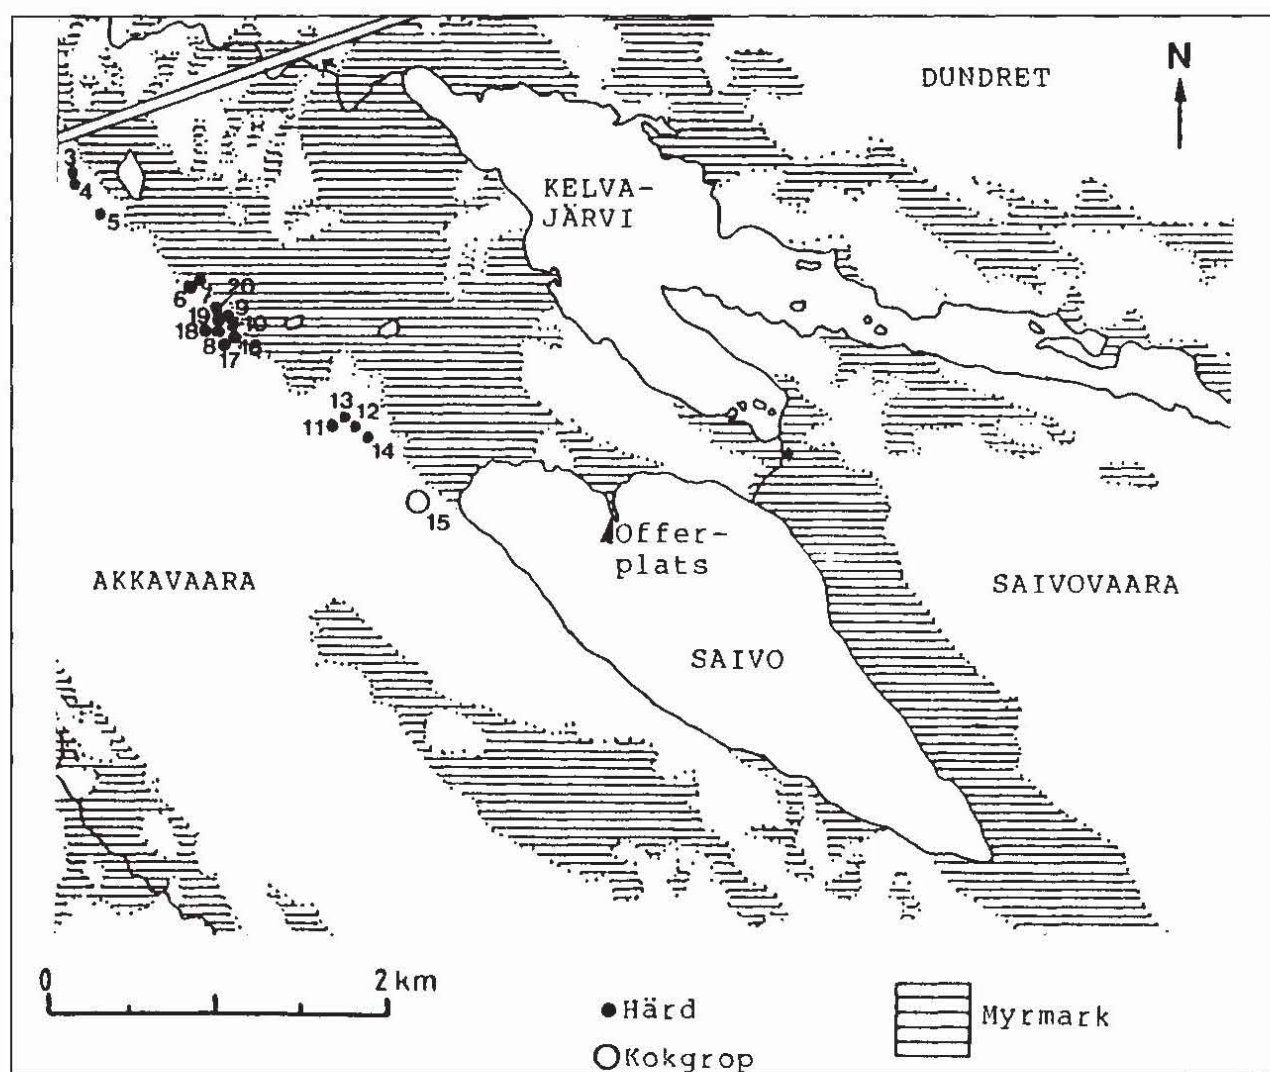 N
DUNDRET
3
4
5
KELVA-
JÄRVI
6
7
20
19
9
18
10
8
17
16
13
12
11
14
15
Offer-
plats
AKKAVAARA
SAIVOVAARA
SAIVO
0
2 km
Härd
Myrmark
Kokgrop